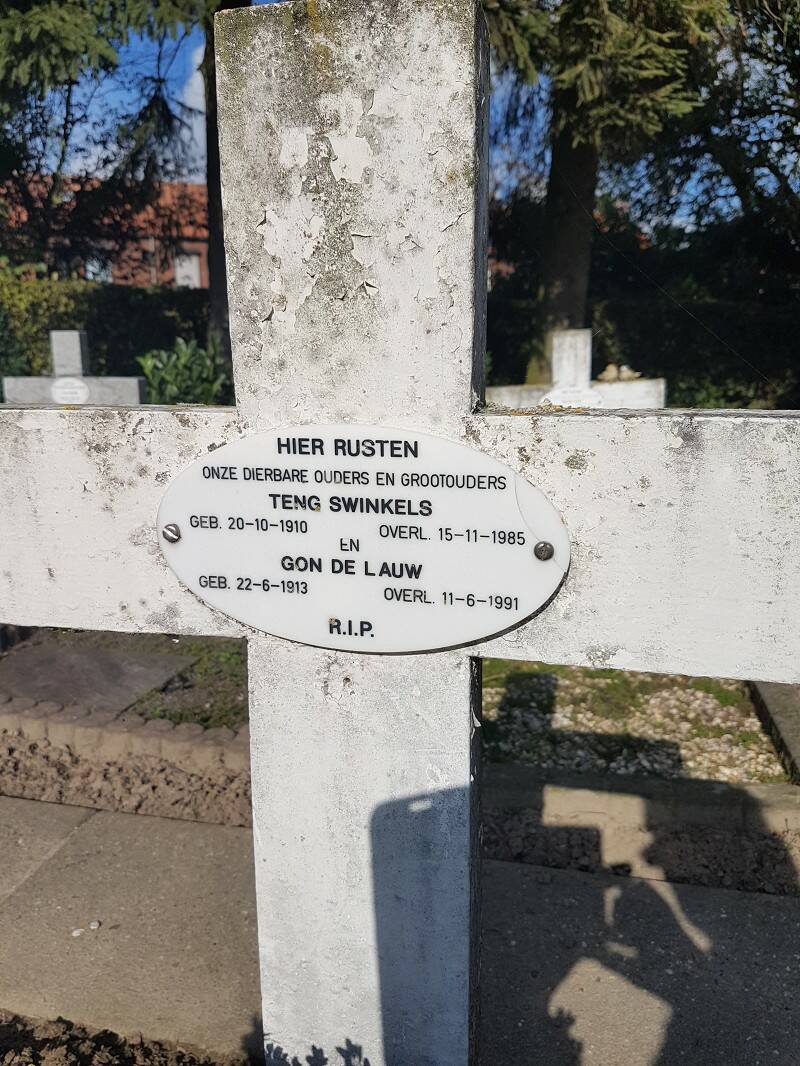 HIER RUSTEN
ONZE DIERBARE OUDERS EN GROOTOUDERS
TENG SWINKELS
GEB. 20-10-1910 OVERL. 15-11-1985
EN
GON DE LAUW
GEB. 22-6-1913 OVERL. 11-6-1991
R.I.P.